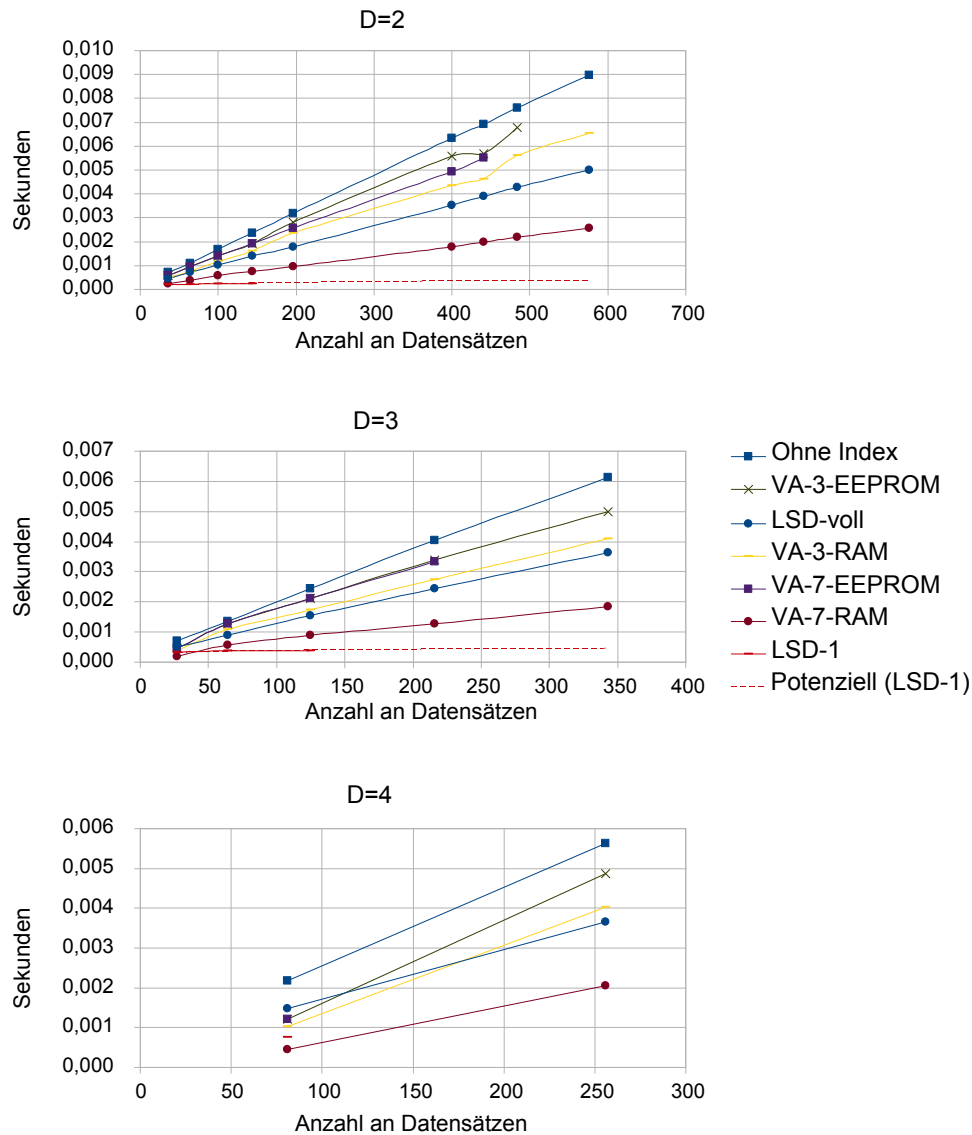 D=2
0,010
0,009
0,008
0,007
0,006
0,005
0,004
0,003
0,002
0,001
0,000
Sekunden
0 100 200 300 400 500 600 700
Anzahl an Datensätzen
D=3
0,007
0,006
0,005
0,004
0,003
0,002
0,001
0,000
Sekunden
0 50 100 150 200 250 300 350 400
Anzahl an Datensätzen
Ohne Index
VA-3-EEPROM
LSD-voll
VA-3-RAM
VA-7-EEPROM
VA-7-RAM
LSD-1
Potenziell (LSD-1)
D=4
0,006
0,005
0,004
0,003
0,002
0,001
0,000
Sekunden
0 50 100 150 200 250 300
Anzahl an Datensätzen